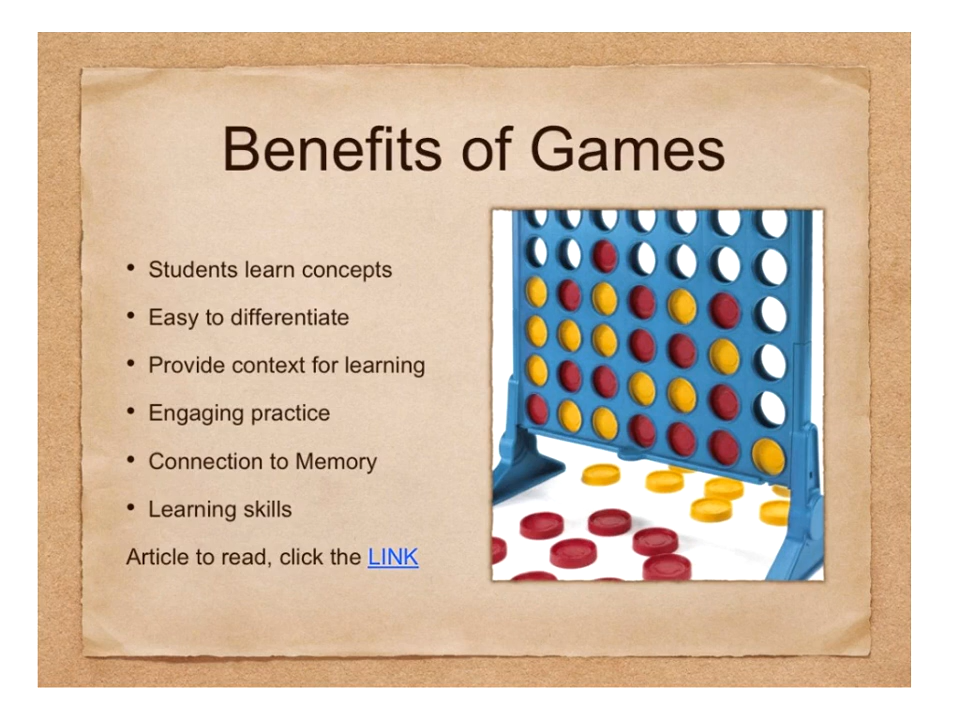 Benefits of Games
• Students learn concepts
• Easy to differentiate
• Provide context for learning
• Engaging practice
• Connection to Memory
• Learning skills
Article to read, click the LINK